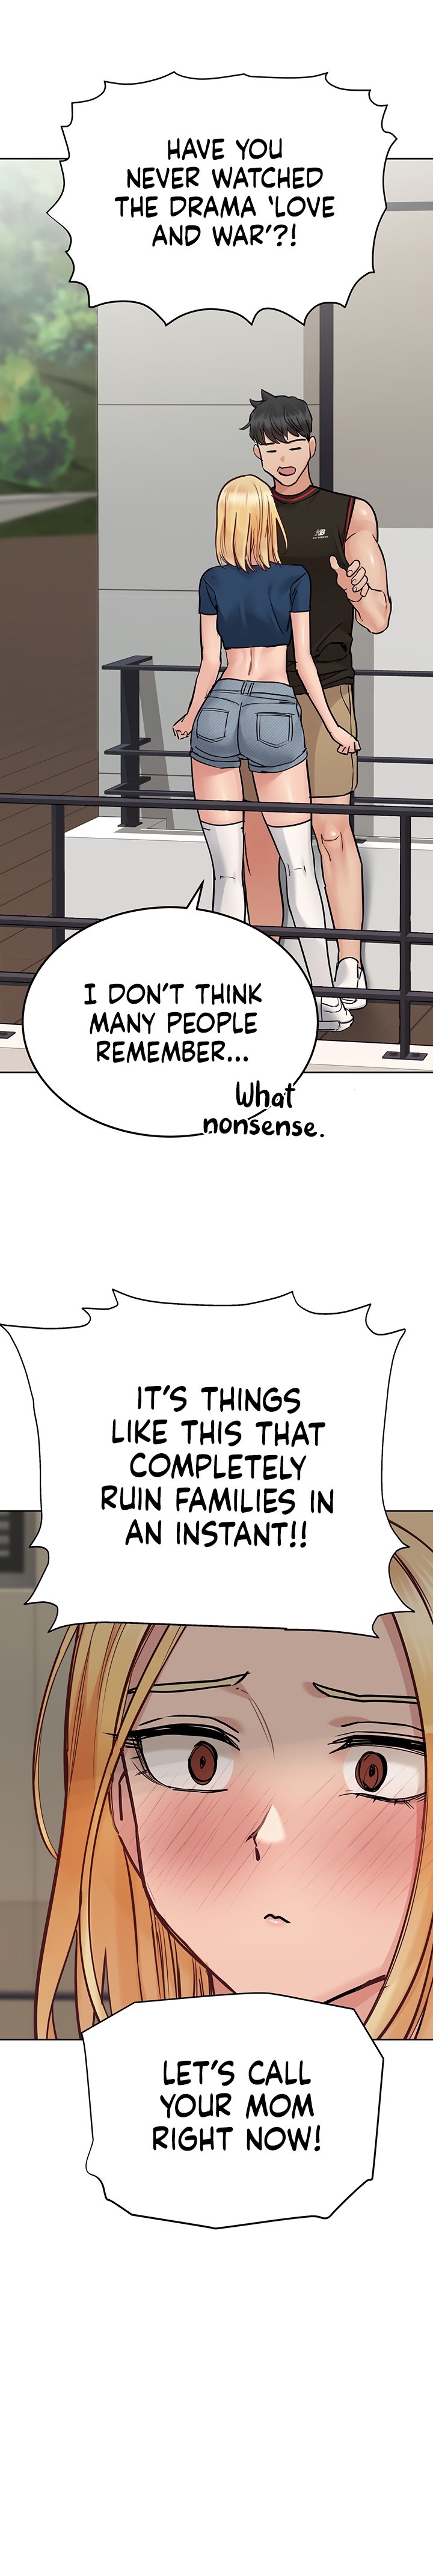 HAVE YOU
NEVER WATCHED
THE DRAMA 'LOVE
AND WAR'?!
I DON'T THINK
MANY PEOPLE
REMEMBER...
What
nonsense.
IT'S THINGS
LIKE THIS THAT
COMPLETELY
RUIN FAMILIES IN
AN INSTANT!!
LET'S CALL
YOUR MOM
RIGHT NOW!